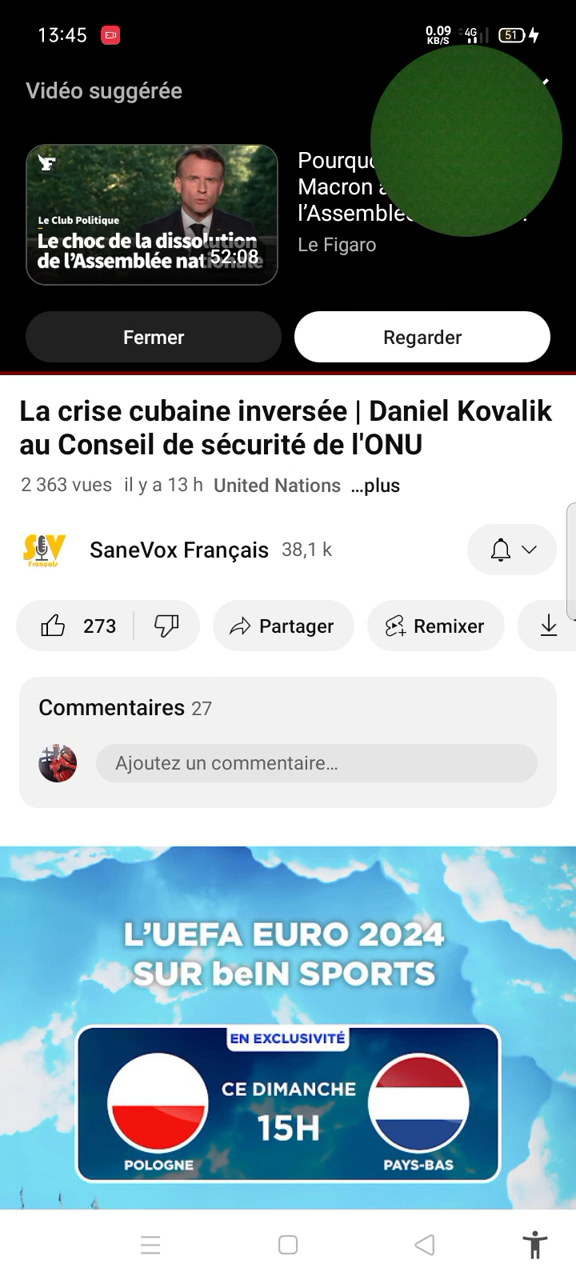 13:45
0.09
KB/S
4G
51
Vidéo suggérée
Le Club Politique
Le choc de la dissolution
de l'Assemblée nationale
52:08
Macron
Le Figaro
Fermer
Regarder
La crise cubaine inversée | Daniel Kovalik
au Conseil de sécurité de l'ONU
2 363 vues il y a 13 h United Nations ...plus
SV
Français
SaneVox Français 38,1 k
273
Partager
Remixer
Commentaires 27
Ajoutez un commentaire...
L'UEFA EURO 2024
SUR beIN SPORTS
EN EXCLUSIVITÉ
CE DIMANCHE
15H
POLOGNE
PAYS-BAS